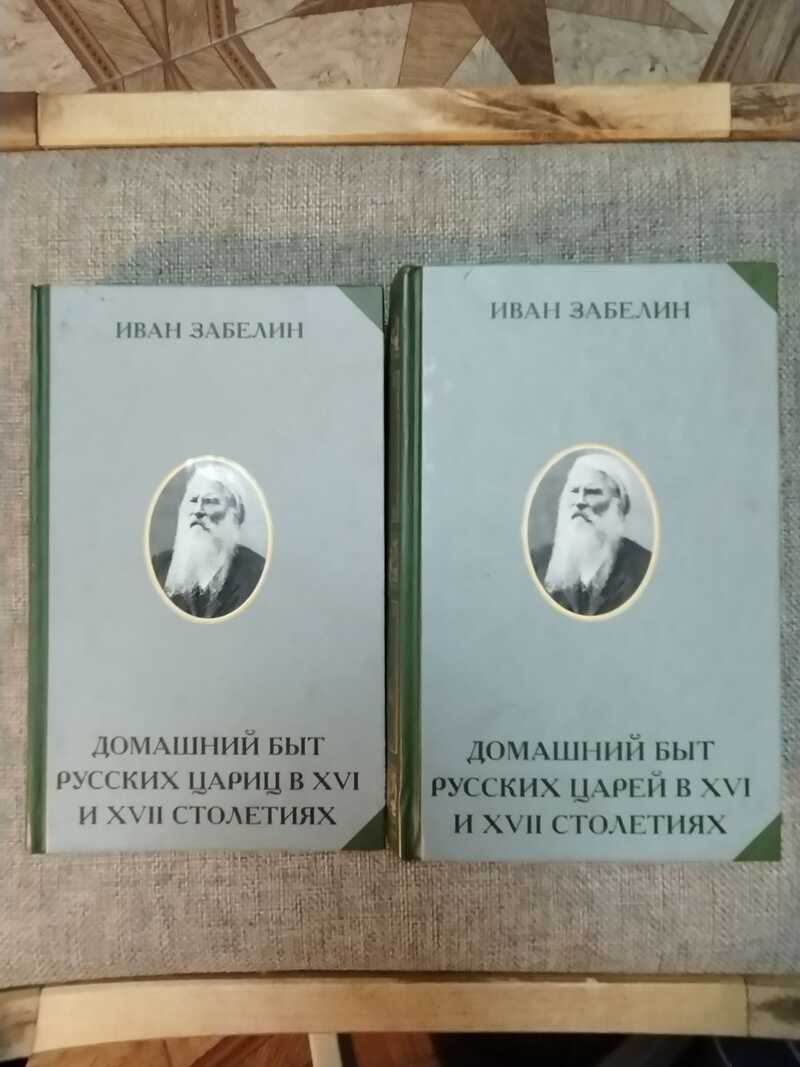 ИВАН ЗАБЕЛИН
ДОМАШНИЙ БЫТ
РУССКИХ ЦАРИЦ В XVI
И XVII СТОЛЕТИЯХ
ИВАН ЗАБЕЛИН
ДОМАШНИЙ БЫТ
РУССКИХ ЦАРЕЙ В XVI
И XVII СТОЛЕТИЯХ